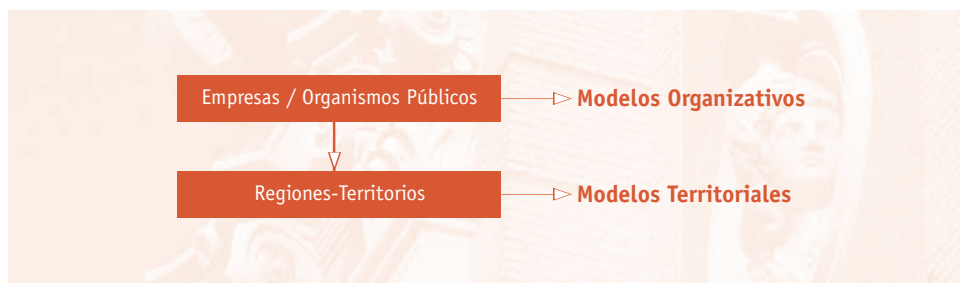 Empresas / Organismos Públicos
Modelos Organizativos
Regiones-Territorios
Modelos Territoriales